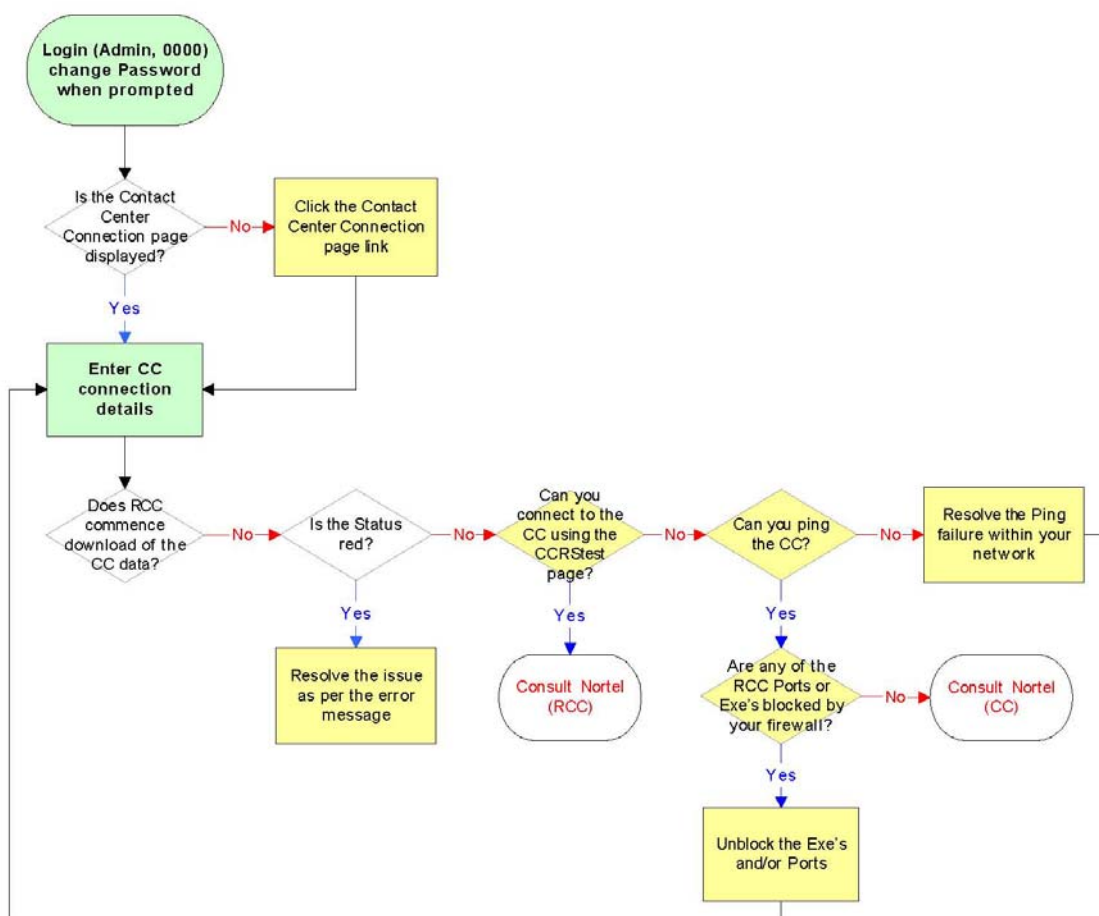 Login (Admin, 0000)
change Password
when prompted
Is the Contact
Center
Connection page
displayed?
No
Click the Contact
Center Connection
page link
Yes
Enter CC
connection
details
Does RCC
commence
download of the
CC data?
No
Is the Status
red?
No
Can you
connect to the
CC using the
CCRStest
page?
No
Can you ping
the CC?
No
Resolve the Ping
failure within your
network
Yes
Yes
Yes
Resolve the issue
as per the error
message
Consult Nortel
(RCC)
Are any of the
RCC Ports or
Exe's blocked by
your firewall?
No
Consult Nortel
(CC)
Yes
Unblock the Exe's
and/or Ports